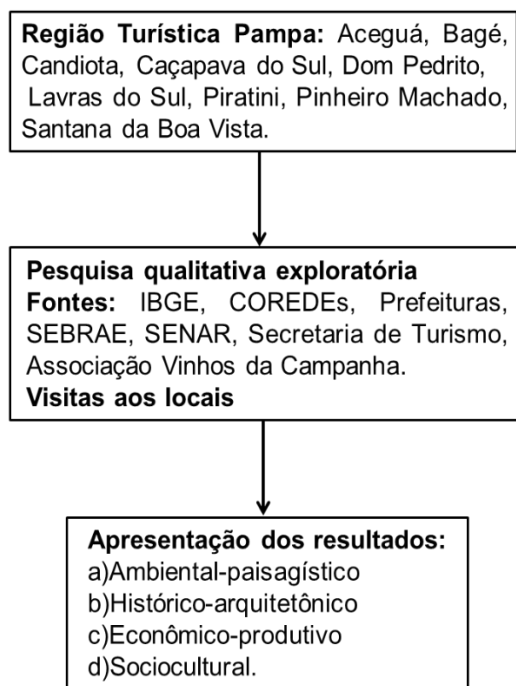 Região Turística Pampa: Aceguá, Bagé,
Candiota, Caçapava do Sul, Dom Pedrito,
Lavras do Sul, Piratini, Pinheiro Machado,
Santana da Boa Vista.
Pesquisa qualitativa exploratória
Fontes: IBGE, COREDEs, Prefeituras,
SEBRAE, SENAR, Secretaria de Turismo,
Associação Vinhos da Campanha.
Visitas aos locais
Apresentação dos resultados:
a)Ambiental-paisagístico
b)Histórico-arquitetônico
c)Econômico-produtivo
d)Sociocultural.